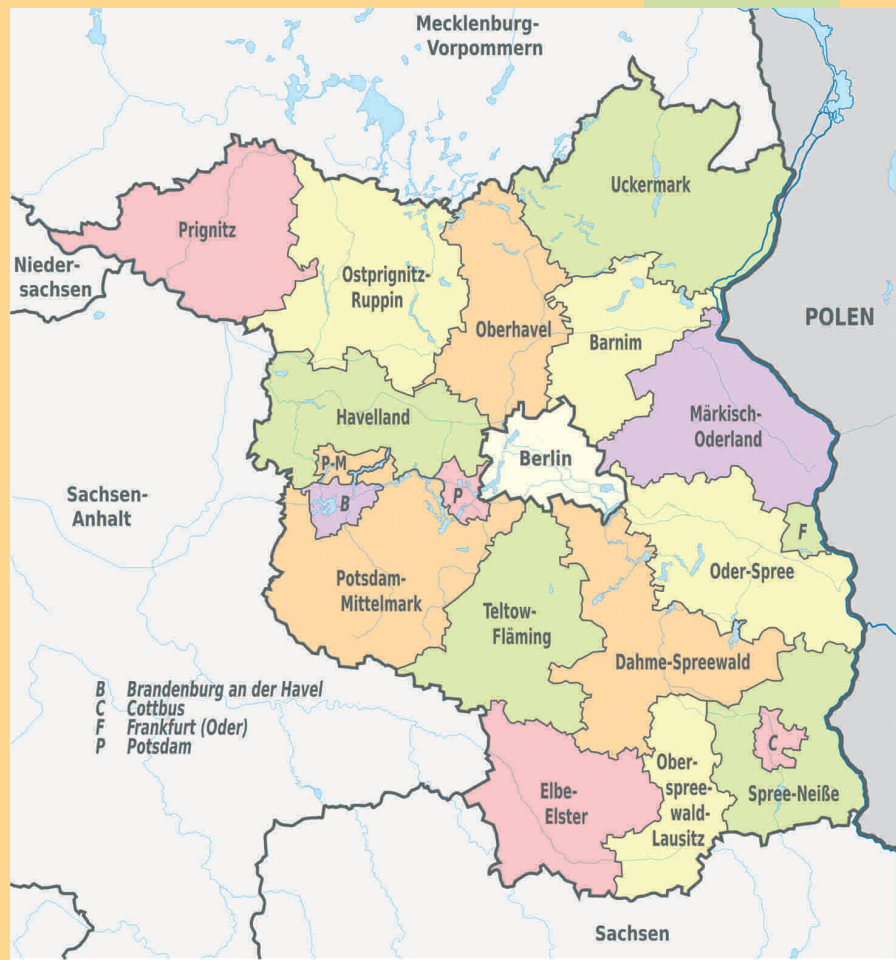 Mecklenburg-
Vorpommern
Uckermark
Prignitz
Nieder-
sachsen
Ostprignitz-
Ruppin
Oberhavel
Barnim
POLEN
Havelland
Märkisch-
Oderland
P-M
Berlin
Sachsen-
Anhalt
B
P
F
Potsdam-
Mittelmark
Oder-Spree
Teltow-
Fläming
Dahme-Spreewald
B Brandenburg an der Havel
C Cottbus
F Frankfurt (Oder)
P Potsdam
C
Elbe-
Elster
Ober-
spree-
wald-
Lausitz
Spree-Neiße
Sachsen